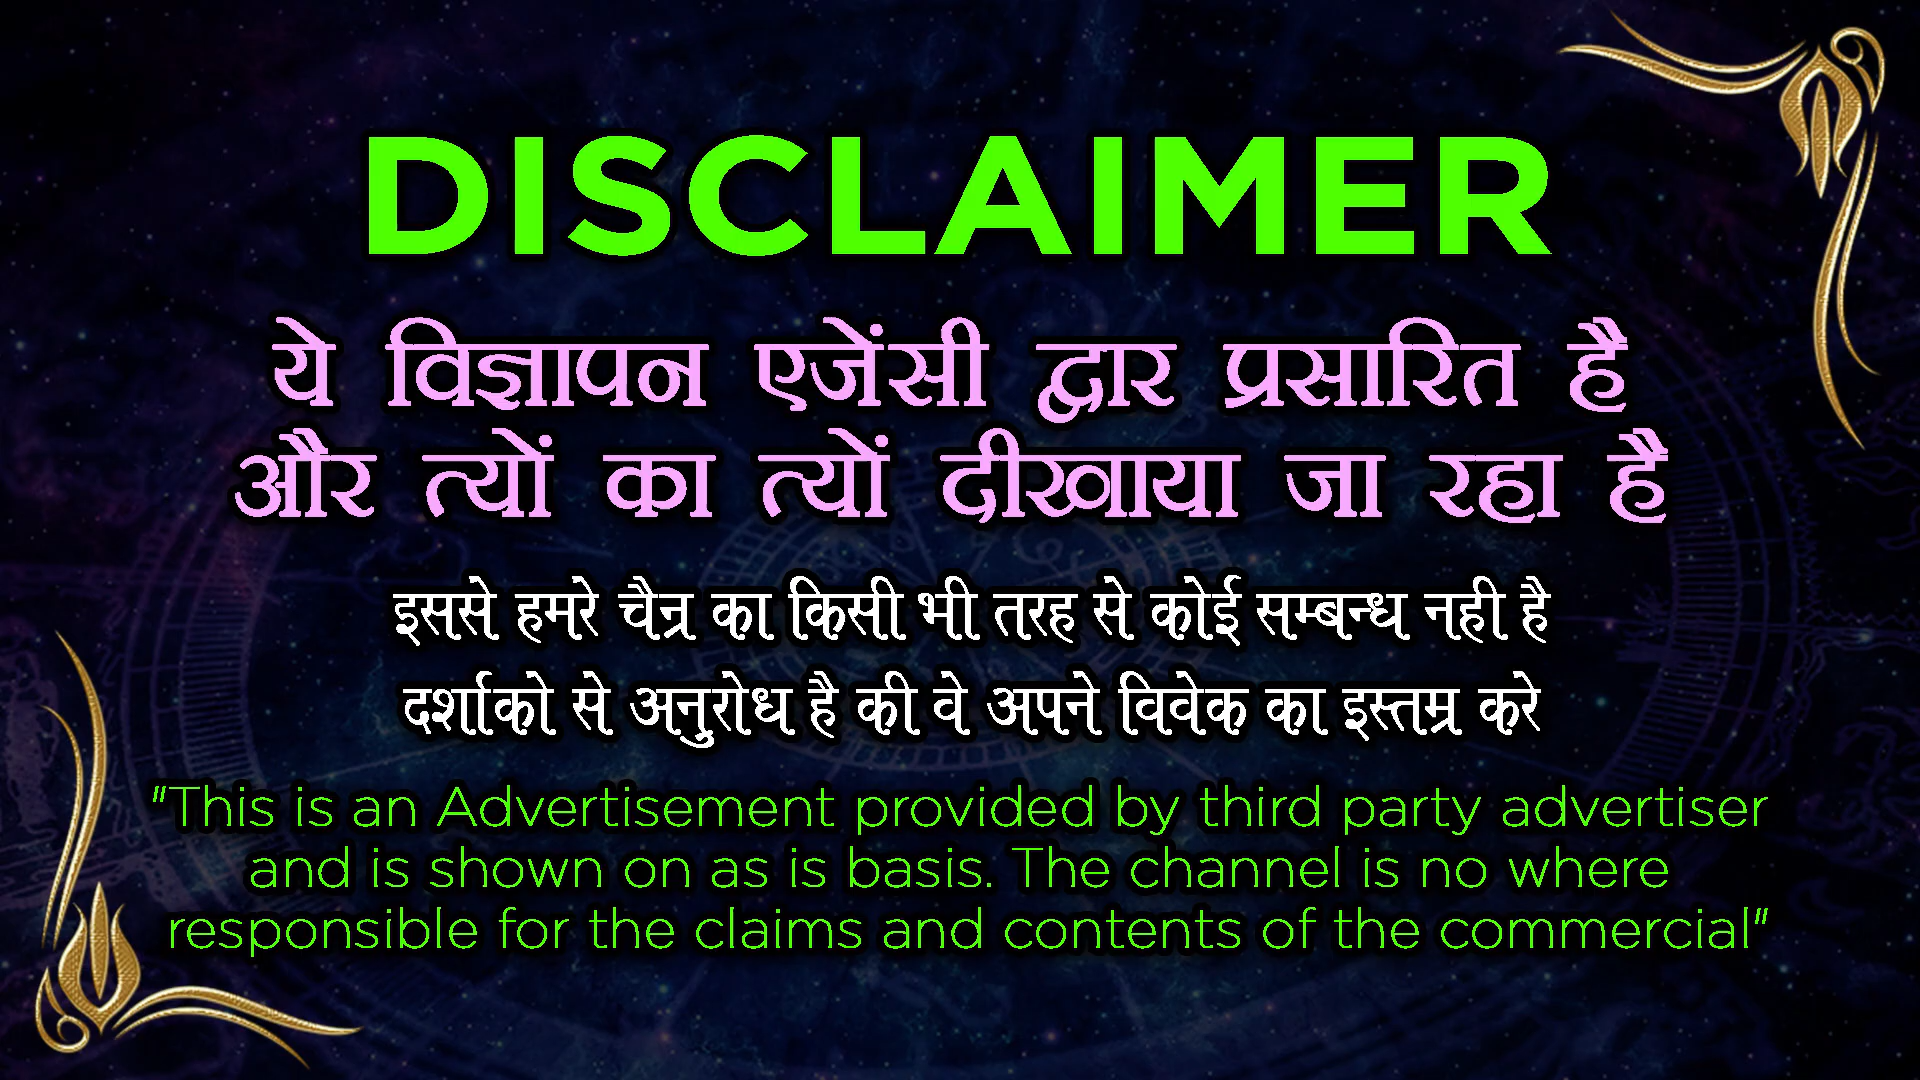 DISCLAIMER
ये विज्ञापन एजेंसी द्वार प्रसारित है
और त्यों का त्यों दीखाया जा रहा है
इससे हमरे चैन्र का किसी भी तरह से कोई सम्बन्ध नही है
दर्शाको से अनुरोध है की वे अपने विवेक का इस्तम्र करे
"This is an Advertisement provided by third party advertiser
and is shown on as is basis. The channel is no where
responsible for the claims and contents of the commercial"